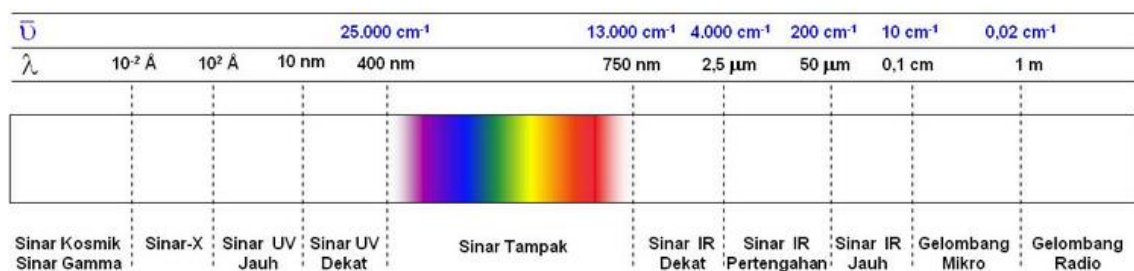 ῡ 25.000 cm⁻¹ 13.000 cm⁻¹ 4.000 cm⁻¹ 200 cm⁻¹ 10 cm⁻¹ 0,02 cm⁻¹
λ 10⁻² Å 10² Å 10 nm 400 nm 750 nm 2,5 μm 50 μm 0,1 cm 1 m
Sinar Kosmik Sinar-X Sinar UV Sinar UV Sinar Tampak Sinar IR Sinar IR Sinar IR Gelombang Gelombang
Sinar Gamma Jauh Dekat Dekat Pertengahan Jauh Mikro Radio